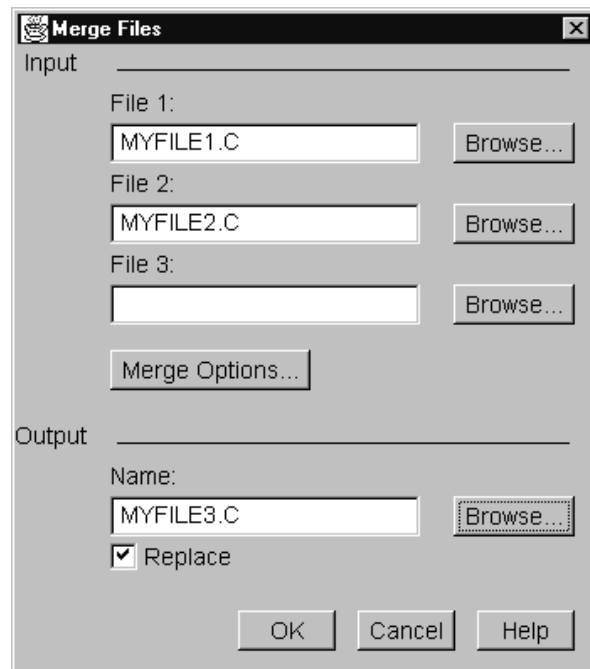 Merge Files
Input
File 1:
MYFILE1.C Browse...
File 2:
MYFILE2.C Browse...
File 3:
Browse...
Merge Options...
Output
Name:
MYFILE3.C Browse...
Replace
OK Cancel Help